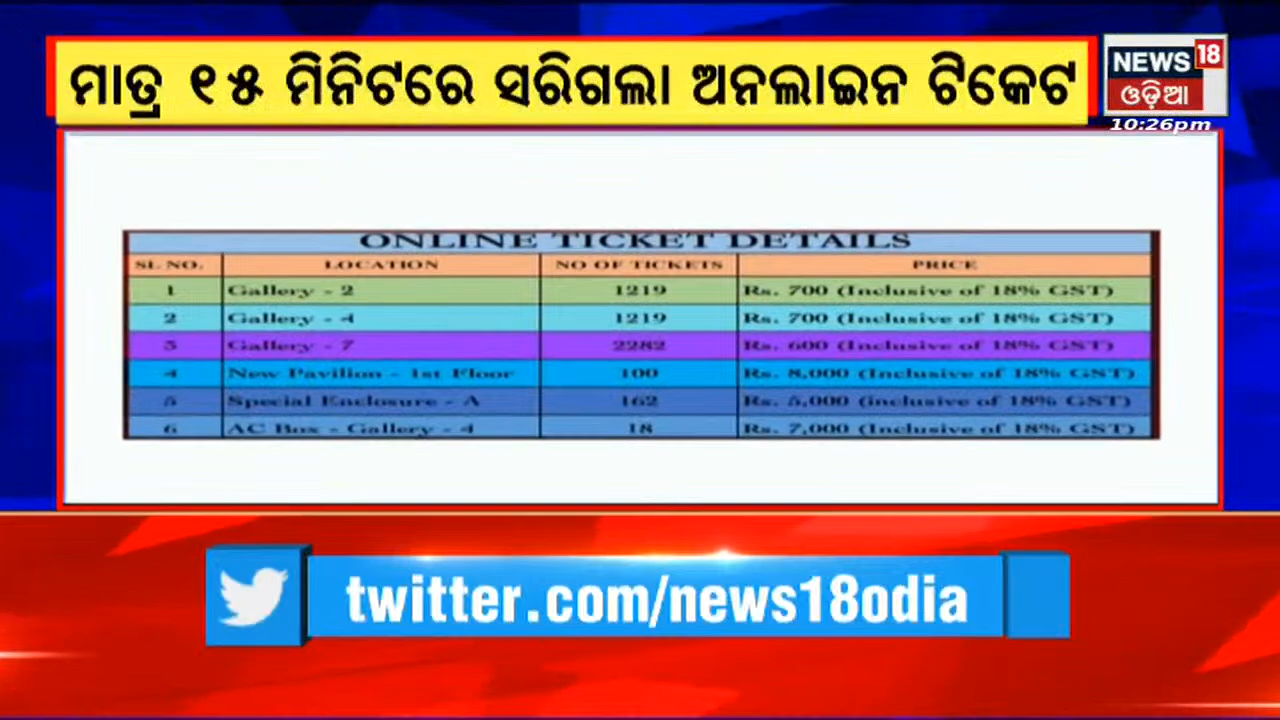 ମାତ୍ର ୧୫ ମିନିଟରେ ସରିଗଲା ଅନଲାଇନ ଟିକେଟ
NEWS 18
ଓଡ଼ିଆ
10:26pm
ONLINE TICKET DETAILS
SL NO. LOCATION NO OF TICKETS PRICE
1 Gallery - 2 1219 Rs. 700 (Inclusive of 18% GST)
2 Gallery - 4 1219 Rs. 700 (Inclusive of 18% GST)
3 Gallery - 7 2282 Rs. 600 (Inclusive of 18% GST)
4 New Pavilion - 1st Floor 100 Rs. 8,000 (Inclusive of 18% GST)
5 Special Enclosure - A 162 Rs. 5,000 (inclusive of 18% GST)
6 AC Box - Gallery - 4 18 Rs. 7,000 (Inclusive of 18% GST)
twitter.com/news18odia